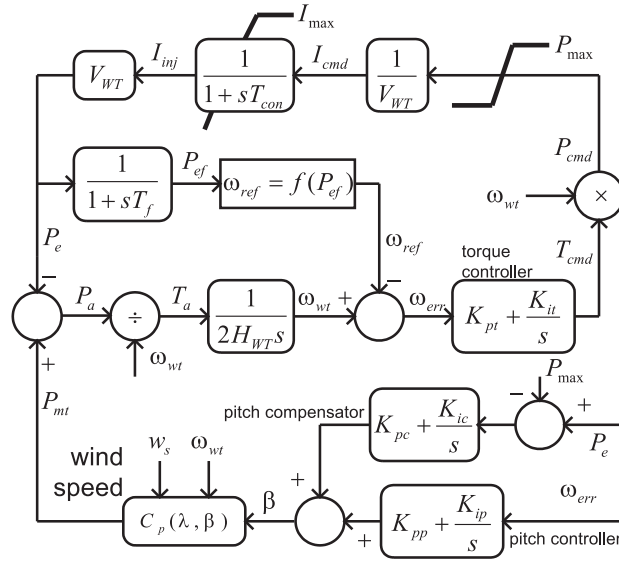 I_max
V_WT
I_inj
1 / (1 + sT_con)
I_cmd
1 / V_WT
P_max
1 / (1 + sT_f)
P_ef
ω_ref = f(P_ef)
P_cmd
ω_wt
×
P_e
ω_ref
torque
controller
T_cmd
−
P_a
÷
T_a
1 / (2H_WT s)
ω_wt
+
−
ω_err
K_pt + K_it / s
+
ω_wt
P_mt
P_max
pitch compensator
K_pc + K_ic / s
−
+
P_e
wind
speed
w_s
ω_wt
+
ω_err
C_p(λ, β)
β
+
K_pp + K_ip / s
pitch controller